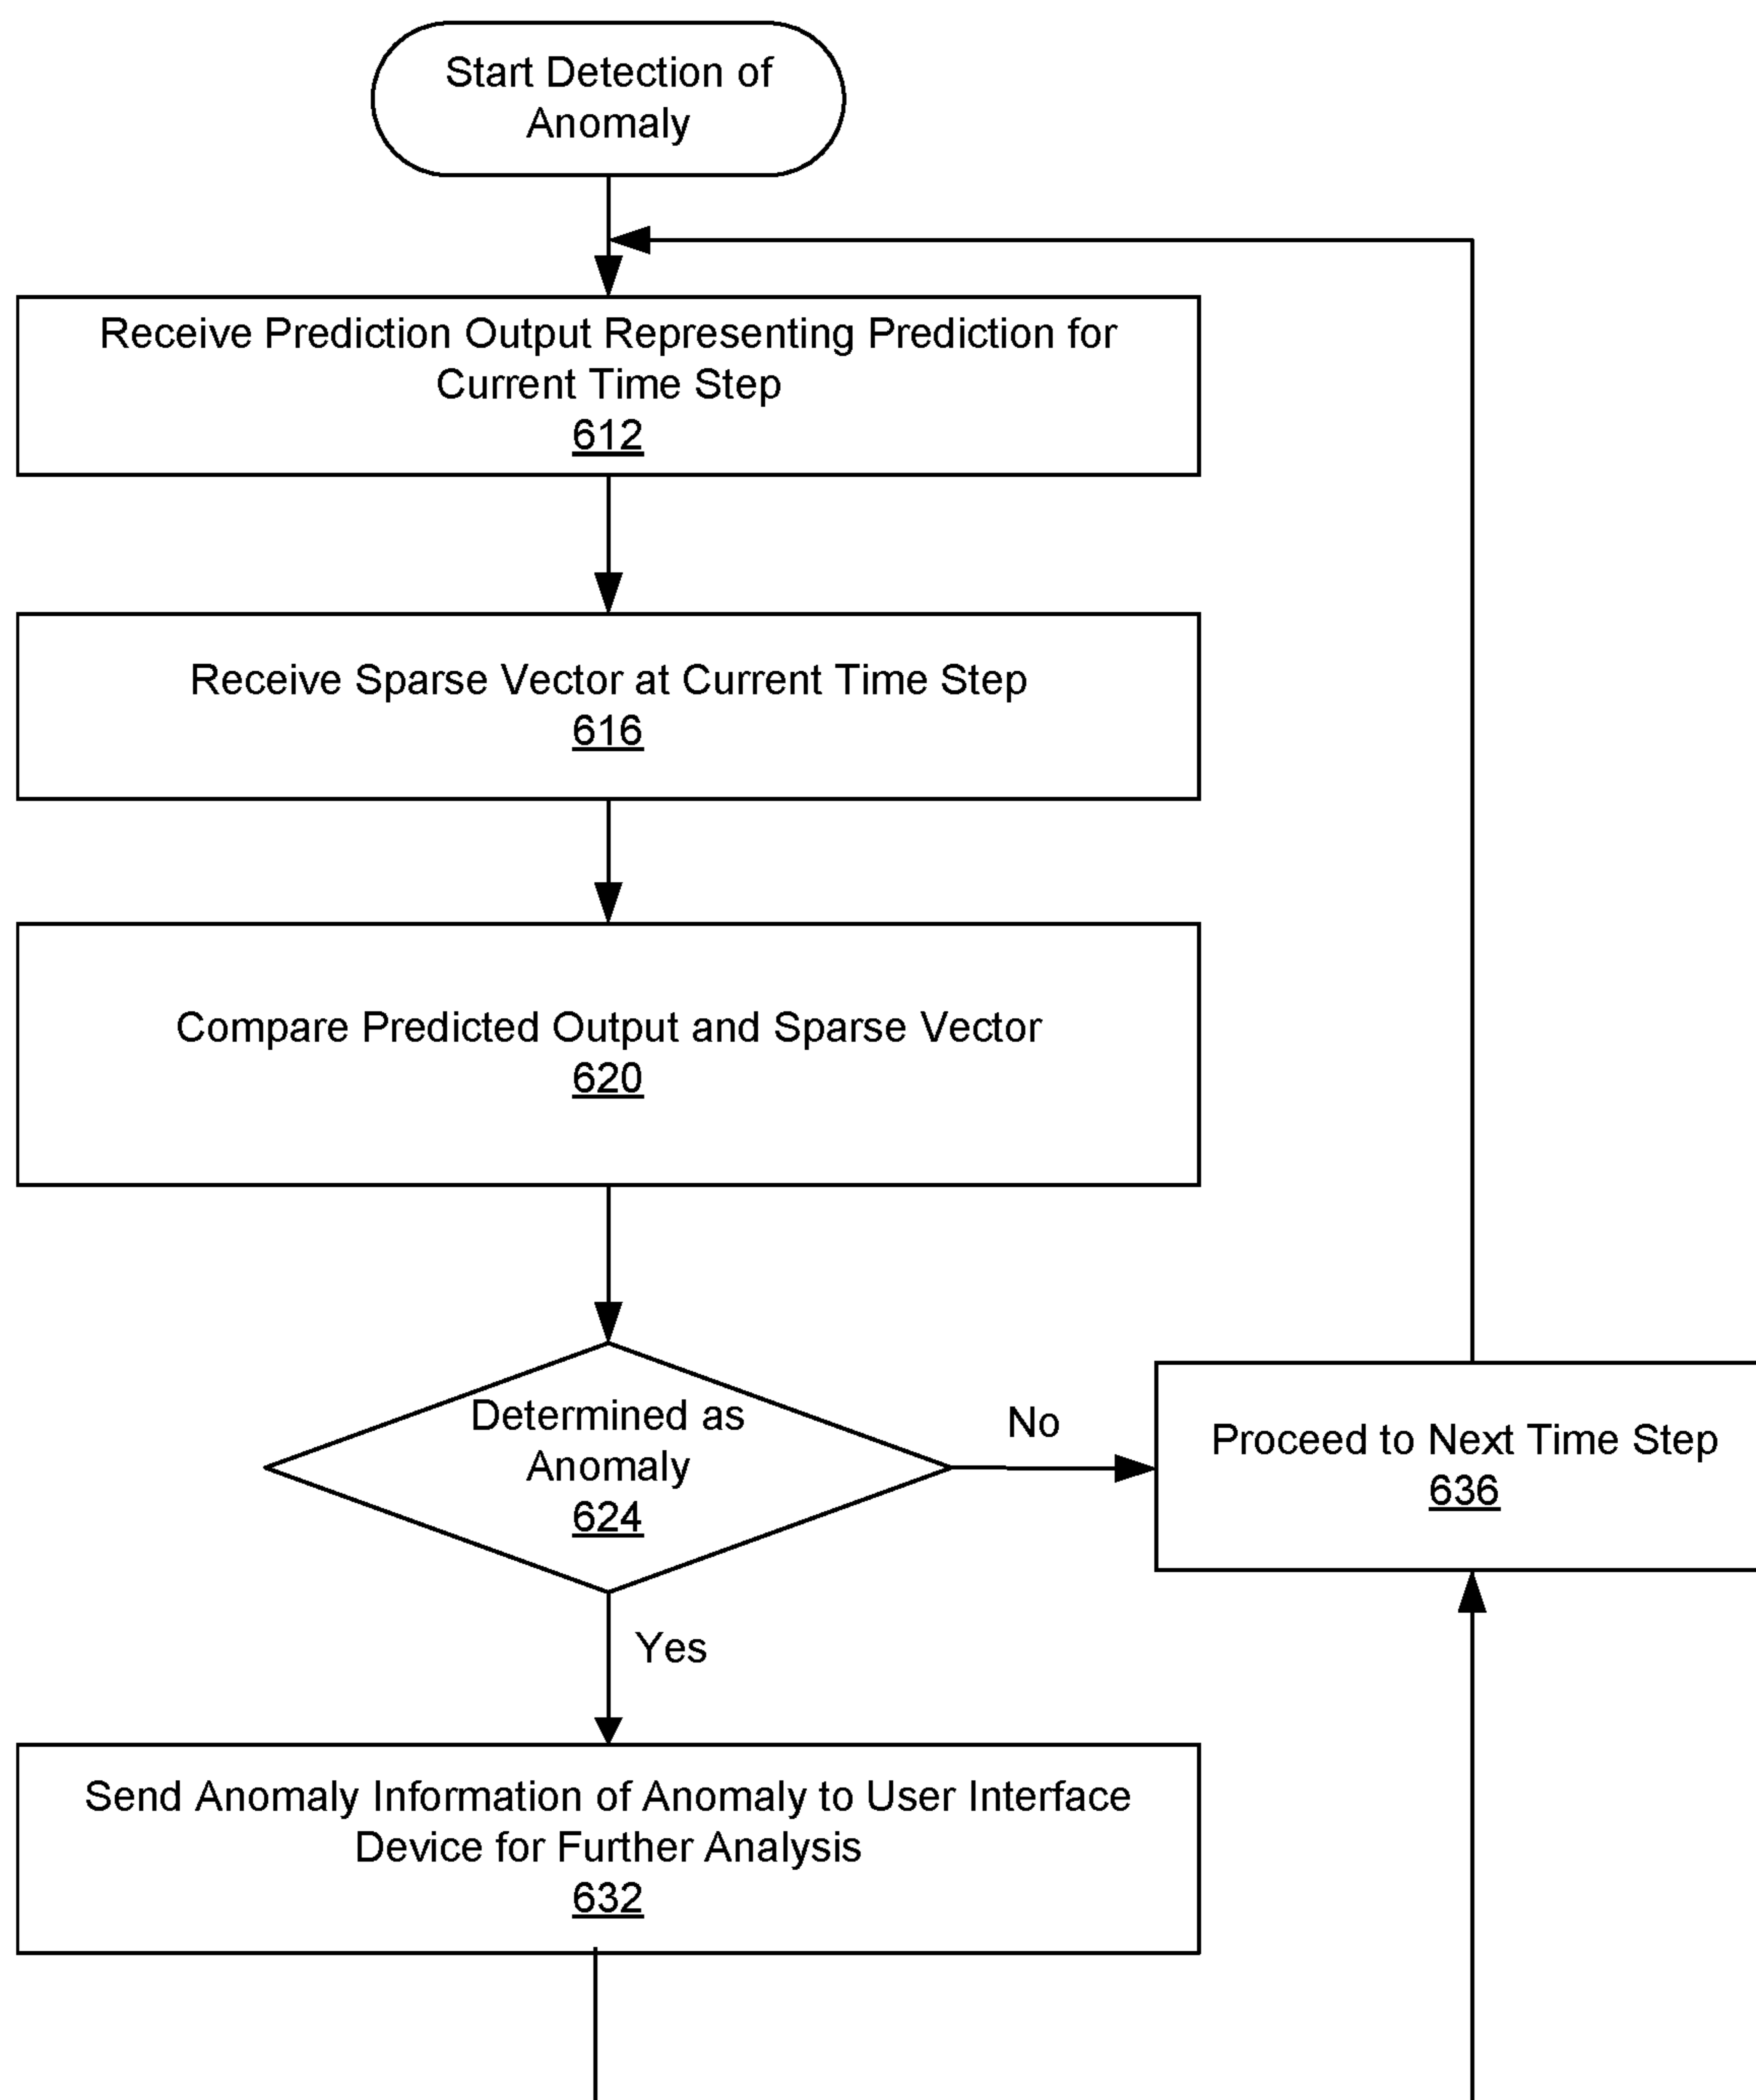 Start Detection of
Anomaly
Receive Prediction Output Representing Prediction for
Current Time Step
612
Receive Sparse Vector at Current Time Step
616
Compare Predicted Output and Sparse Vector
620
Determined as
Anomaly
624
No
Proceed to Next Time Step
636
Yes
Send Anomaly Information of Anomaly to User Interface
Device for Further Analysis
632